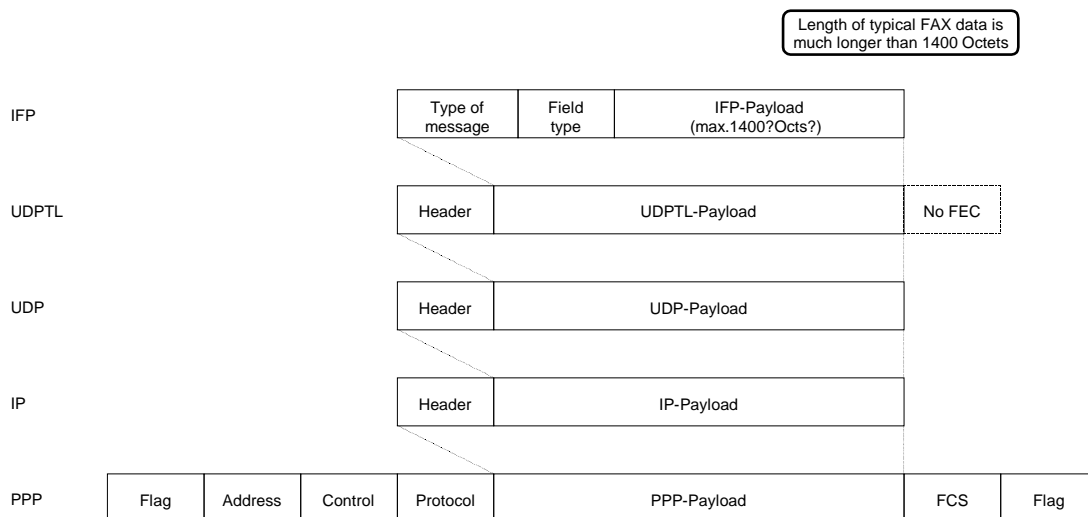 Length of typical FAX data is
much longer than 1400 Octets
IFP
Type of
message
Field
type
IFP-Payload
(max.1400?Octs?)
UDPTL
Header
UDPTL-Payload
No FEC
UDP
Header
UDP-Payload
IP
Header
IP-Payload
PPP
Flag
Address
Control
Protocol
PPP-Payload
FCS
Flag